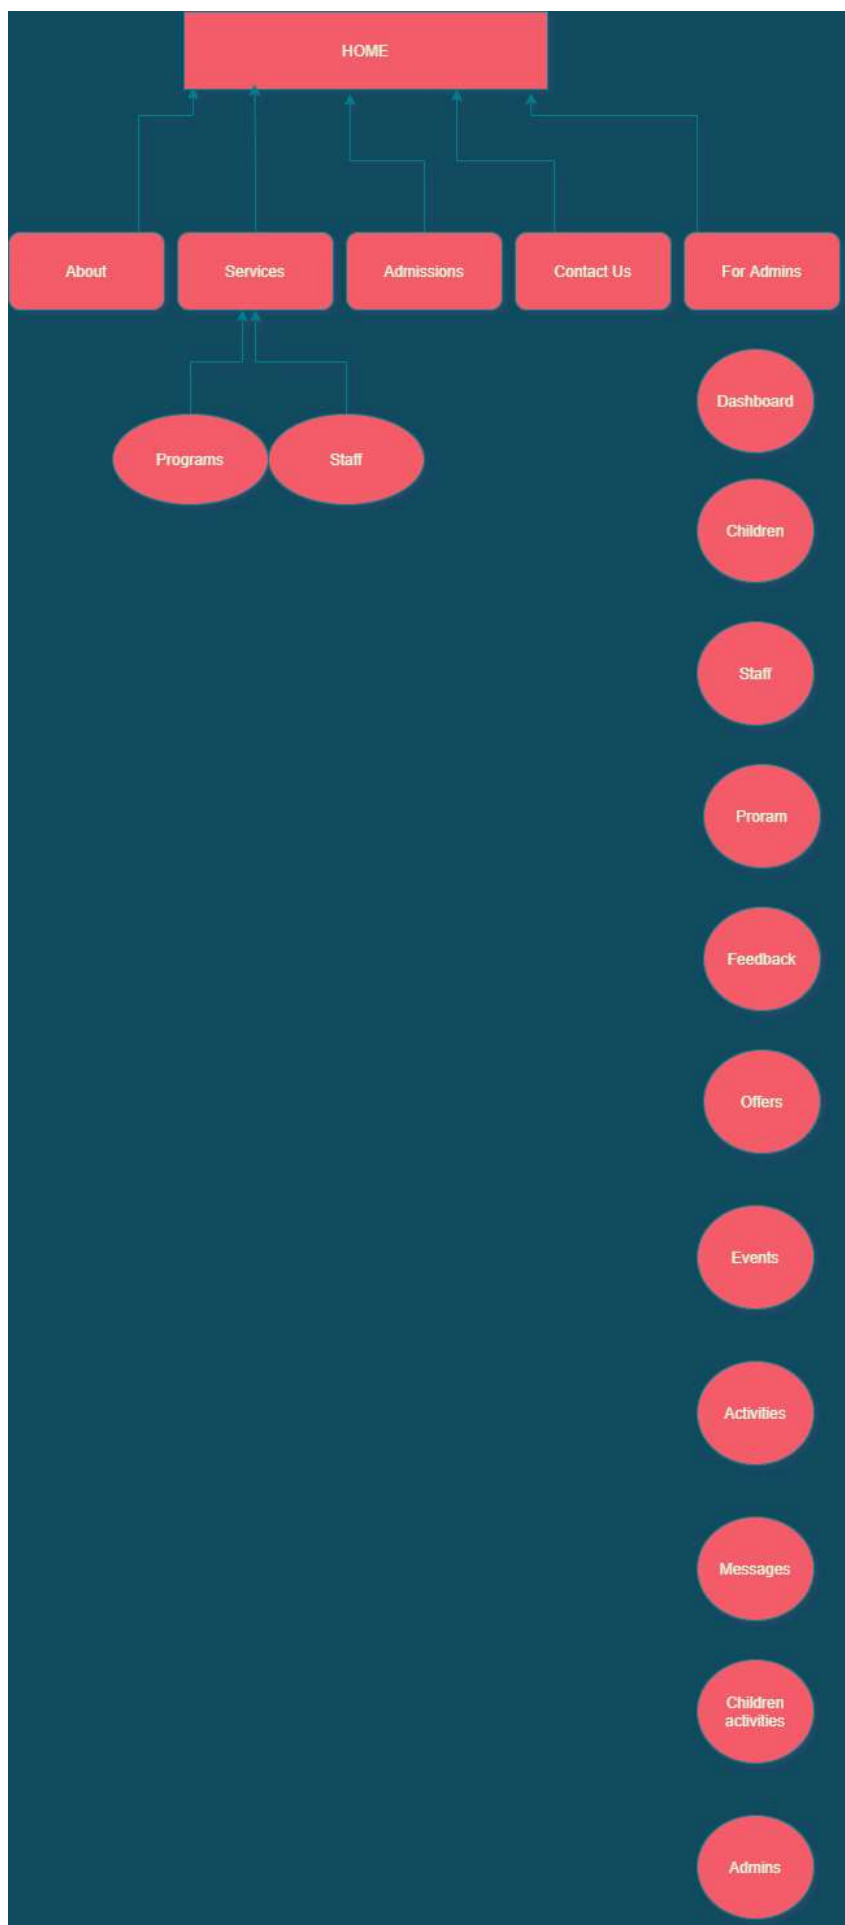 HOME
About
Services
Admissions
Contact Us
For Admins
Dashboard
Programs
Staff
Children
Staff
Proram
Feedback
Offers
Events
Activities
Messages
Children
activities
Admins